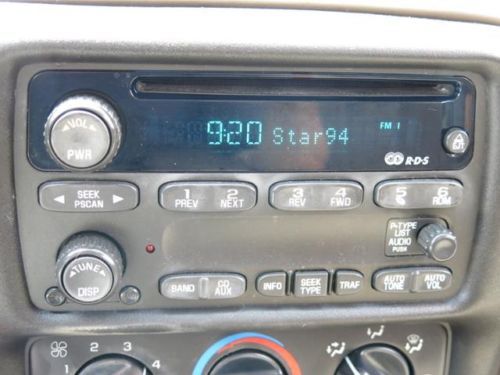 VOL
PWR
9:20 Star94
FM 1
CD R·D·S
SEEK
PSCAN
1 2
PREV NEXT
3 4
REV FWD
5 6
RDM
P-TYPE
LIST
AUDIO
PUSH
TUNE
DISP
BAND
CD
AUX
INFO
SEEK
TYPE
TRAF
AUTO
TONE
AUTO
VOL
1 2 3 4